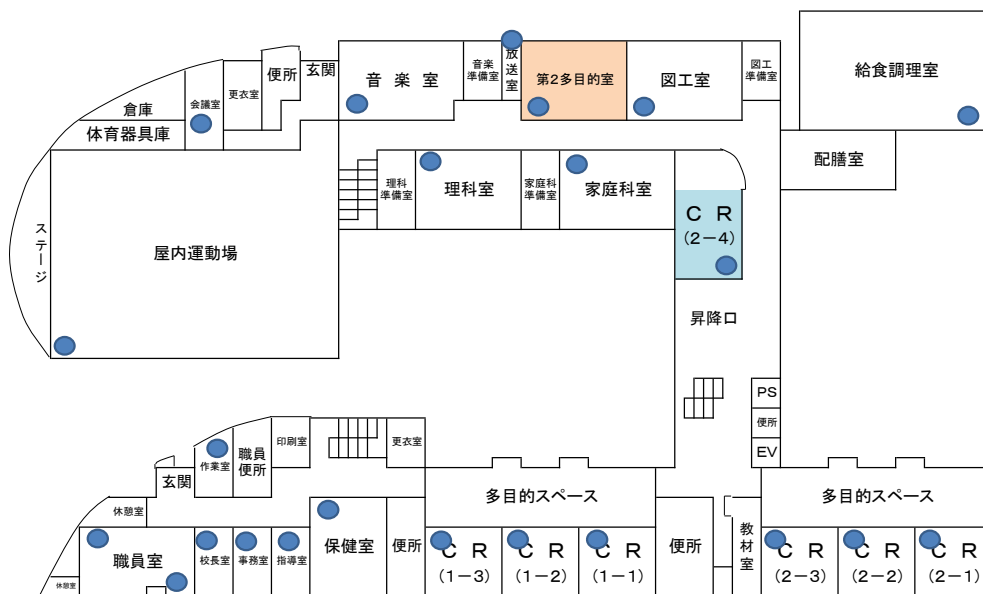 給食調理室
配膳室
放送室
音楽準備室
音楽室
玄関
便所
更衣室
会議室
倉庫
体育器具庫
第2多目的室
図工室
図工準備室
理科準備室
理科室
家庭科準備室
家庭科室
ＣＲ
(2－4)
ステージ
屋内運動場
昇降口
PS
便所
EV
作業室
職員便所
印刷室
更衣室
玄関
休憩室
多目的スペース
多目的スペース
職員室
休憩室
校長室
事務室
指導室
保健室
便所
ＣＲ
(1－3)
ＣＲ
(1－2)
ＣＲ
(1－1)
便所
教材室
ＣＲ
(2－3)
ＣＲ
(2－2)
ＣＲ
(2－1)